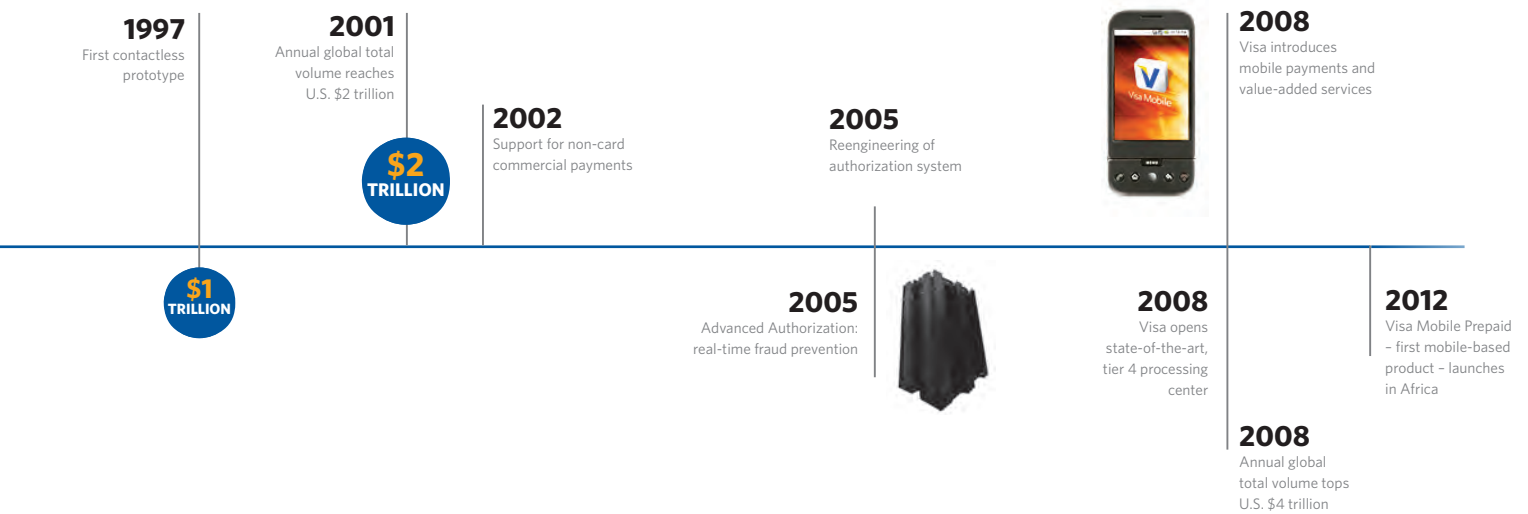 1997
First contactless
prototype
$1
TRILLION
2001
Annual global total
volume reaches
U.S. $2 trillion
$2
TRILLION
2002
Support for non-card
commercial payments
2005
Reengineering of
authorization system
2005
Advanced Authorization:
real-time fraud prevention
Visa Mobile
MENU
2008
Visa introduces
mobile payments and
value-added services
2008
Visa opens
state-of-the-art,
tier 4 processing
center
2008
Annual global
total volume tops
U.S. $4 trillion
2012
Visa Mobile Prepaid
– first mobile-based
product – launches
in Africa